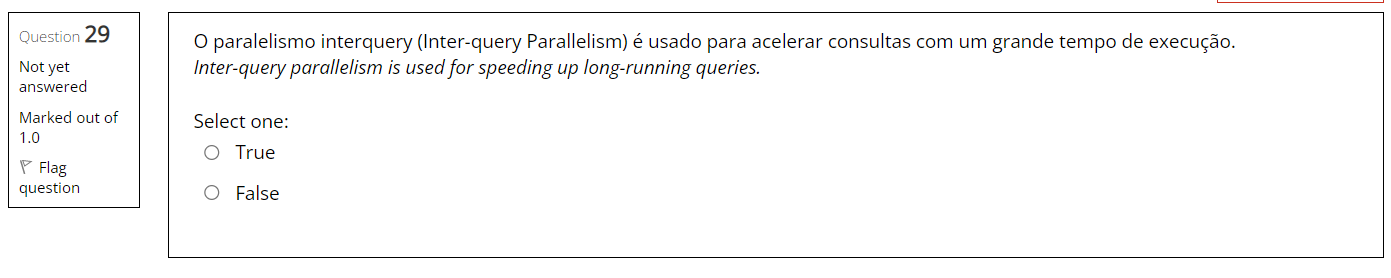 Question 29
Not yet
answered
Marked out of
1.0
Flag
question
O paralelismo interquery (Inter-query Parallelism) é usado para acelerar consultas com um grande tempo de execução.
Inter-query parallelism is used for speeding up long-running queries.
Select one:
True
False